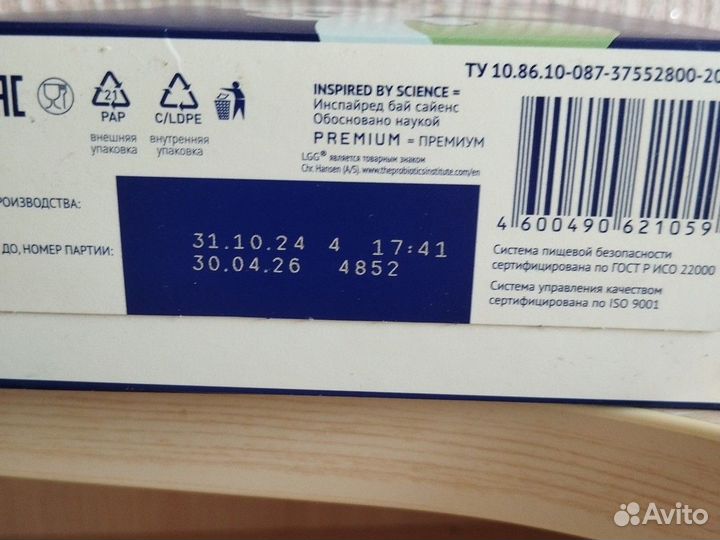 ТУ 10.86.10-087-37552800-20
INSPIRED BY SCIENCE =
Инспайред бай сайенс
Обосновано наукой
PREMIUM = ПРЕМИУМ
LGG® является товарным знаком
Chr. Hansen (A/S). www.theprobioticsinstitute.com/en
21
PAP
внешняя
упаковка
C/LDPE
внутренняя
упаковка
РОИЗВОДСТВА:
ДО, НОМЕР ПАРТИИ:
31.10.24 4 17:41
30.04.26 4852
4 600490 621059
Система пищевой безопасности
сертифицирована по ГОСТ Р ИСО 22000
Система управления качеством
сертифицирована по ISO 9001
Avito